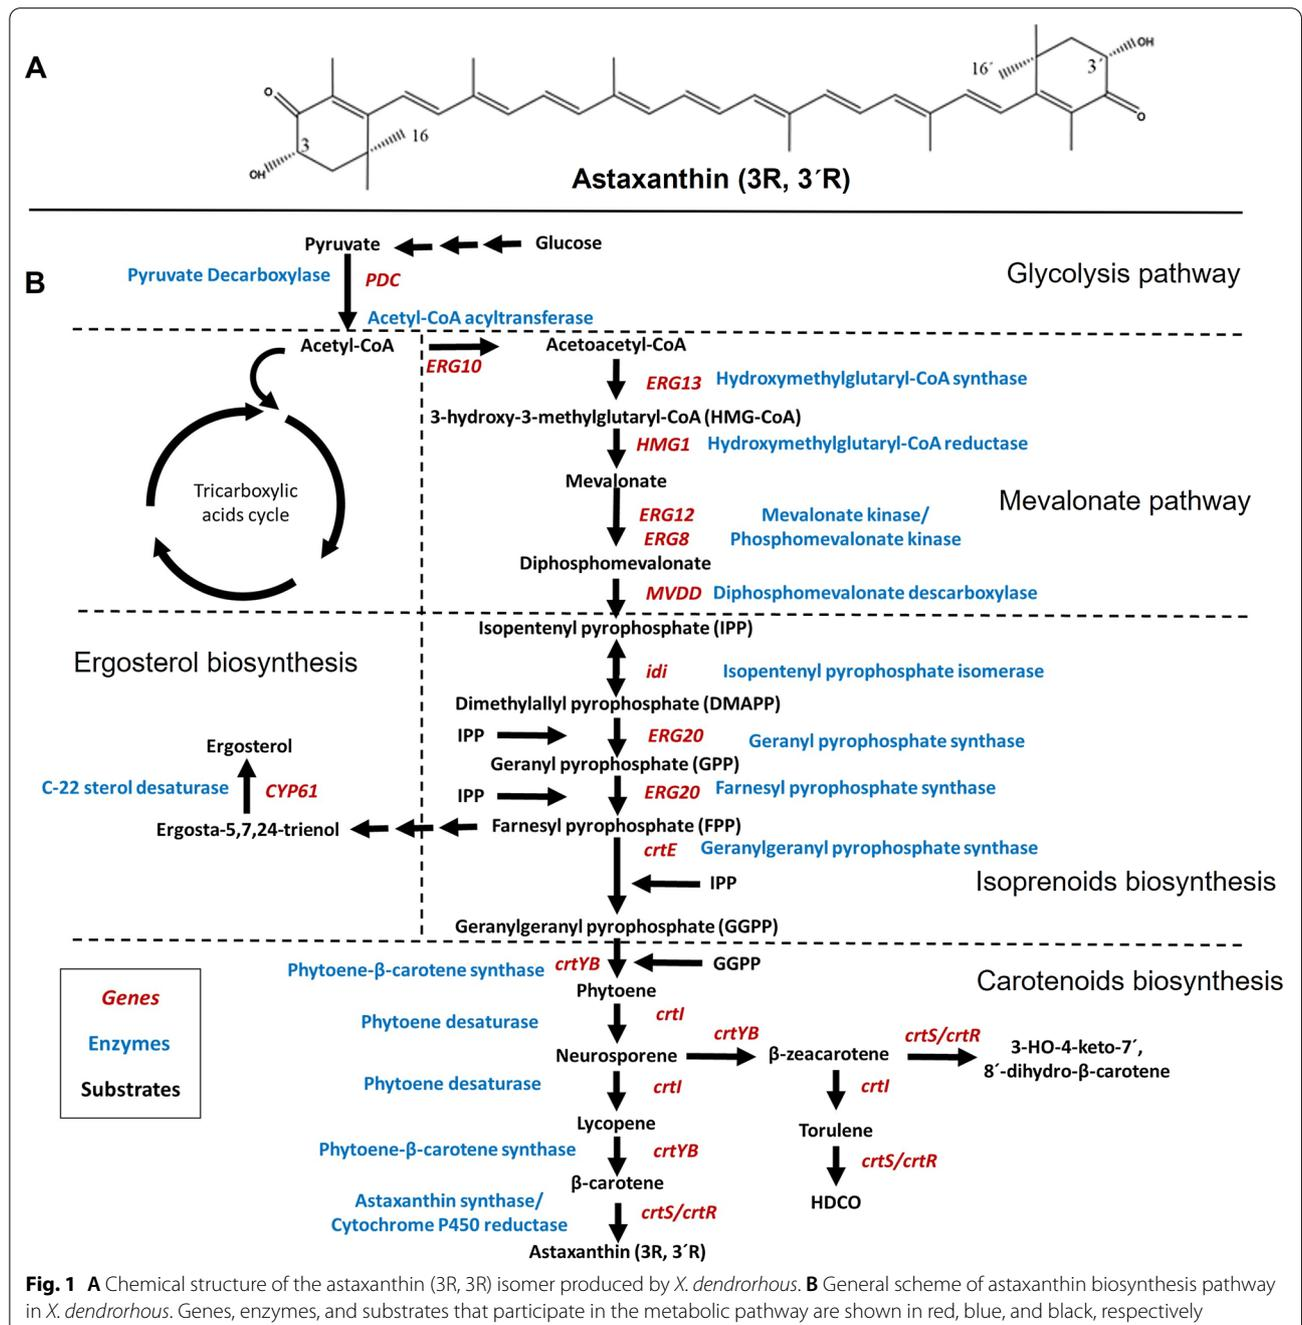 A
O
OH
3
16
16´
3´
OH
O
Astaxanthin (3R, 3´R)
B
Pyruvate
Glucose
Pyruvate Decarboxylase
PDC
Glycolysis pathway
Acetyl-CoA acyltransferase
Acetyl-CoA
ERG10
Acetoacetyl-CoA
ERG13
Hydroxymethylglutaryl-CoA synthase
3-hydroxy-3-methylglutaryl-CoA (HMG-CoA)
HMG1
Hydroxymethylglutaryl-CoA reductase
Mevalonate
Tricarboxylic
acids cycle
Mevalonate pathway
ERG12
ERG8
Mevalonate kinase/
Phosphomevalonate kinase
Diphosphomevalonate
MVDD
Diphosphomevalonate descarboxylase
Isopentenyl pyrophosphate (IPP)
Ergosterol biosynthesis
idi
Isopentenyl pyrophosphate isomerase
Dimethylallyl pyrophosphate (DMAPP)
IPP
ERG20
Geranyl pyrophosphate synthase
Geranyl pyrophosphate (GPP)
Ergosterol
C-22 sterol desaturase
CYP61
IPP
ERG20
Farnesyl pyrophosphate synthase
Ergosta-5,7,24-trienol
Farnesyl pyrophosphate (FPP)
crtE
Geranylgeranyl pyrophosphate synthase
IPP
Isoprenoids biosynthesis
Geranylgeranyl pyrophosphate (GGPP)
Phytoene-β-carotene synthase
crtYB
GGPP
Carotenoids biosynthesis
Genes
Enzymes
Substrates
Phytoene
Phytoene desaturase
crtI
Neurosporene
crtYB
β-zeacarotene
crtS/crtR
3-HO-4-keto-7´,
8´-dihydro-β-carotene
Phytoene desaturase
crtI
crtI
Lycopene
Torulene
Phytoene-β-carotene synthase
crtYB
crtS/crtR
β-carotene
HDCO
Astaxanthin synthase/
Cytochrome P450 reductase
crtS/crtR
Astaxanthin (3R, 3´R)
Fig. 1 A Chemical structure of the astaxanthin (3R, 3R) isomer produced by X. dendrorhous. B General scheme of astaxanthin biosynthesis pathway
in X. dendrorhous. Genes, enzymes, and substrates that participate in the metabolic pathway are shown in red, blue, and black, respectively